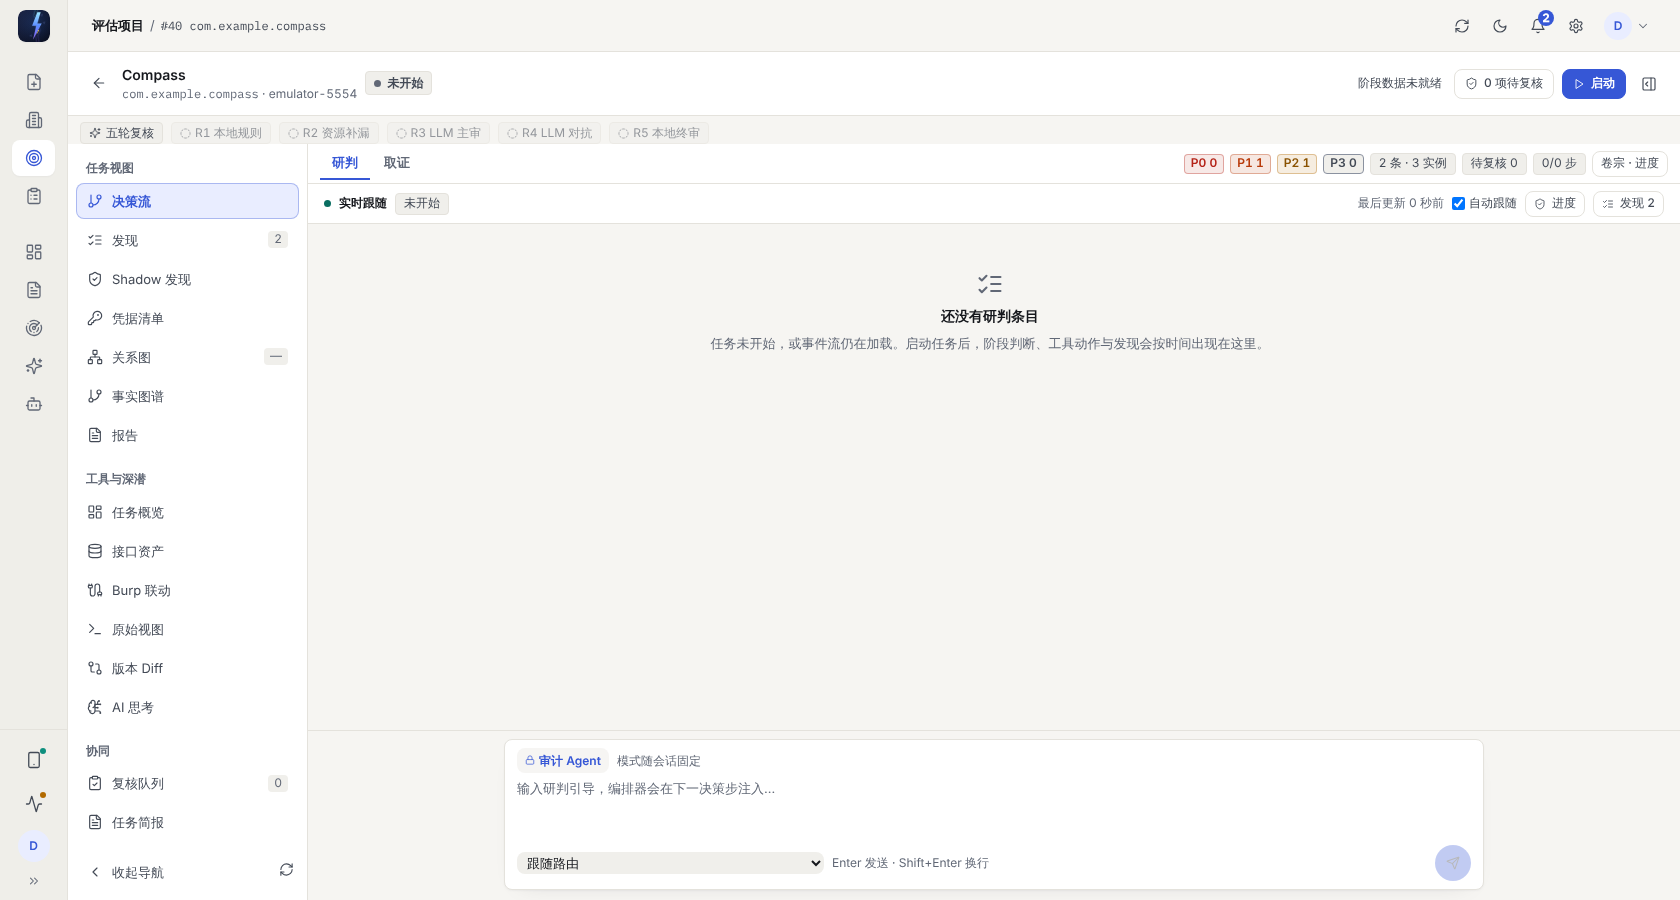 评估项目 / #40 com.example.compass
2
D
Compass
com.example.compass · emulator-5554
未开始
阶段数据未就绪
0 项待复核
启动
五轮复核
R1 本地规则
R2 资源补漏
R3 LLM 主审
R4 LLM 对抗
R5 本地终审
任务视图
决策流
发现 2
Shadow 发现
凭据清单
关系图 —
事实图谱
报告
工具与深潜
任务概览
接口资产
Burp 联动
原始视图
版本 Diff
AI 思考
协同
复核队列 0
任务简报
收起导航
D
研判
取证
P0 0
P1 1
P2 1
P3 0
2 条 · 3 实例
待复核 0
0/0 步
卷宗 · 进度
实时跟随
未开始
最后更新 0 秒前
自动跟随
进度
发现 2
还没有研判条目
任务未开始，或事件流仍在加载。启动任务后，阶段判断、工具动作与发现会按时间出现在这里。
审计 Agent
模式随会话固定
输入研判引导，编排器会在下一决策步注入...
跟随路由
Enter 发送 · Shift+Enter 换行